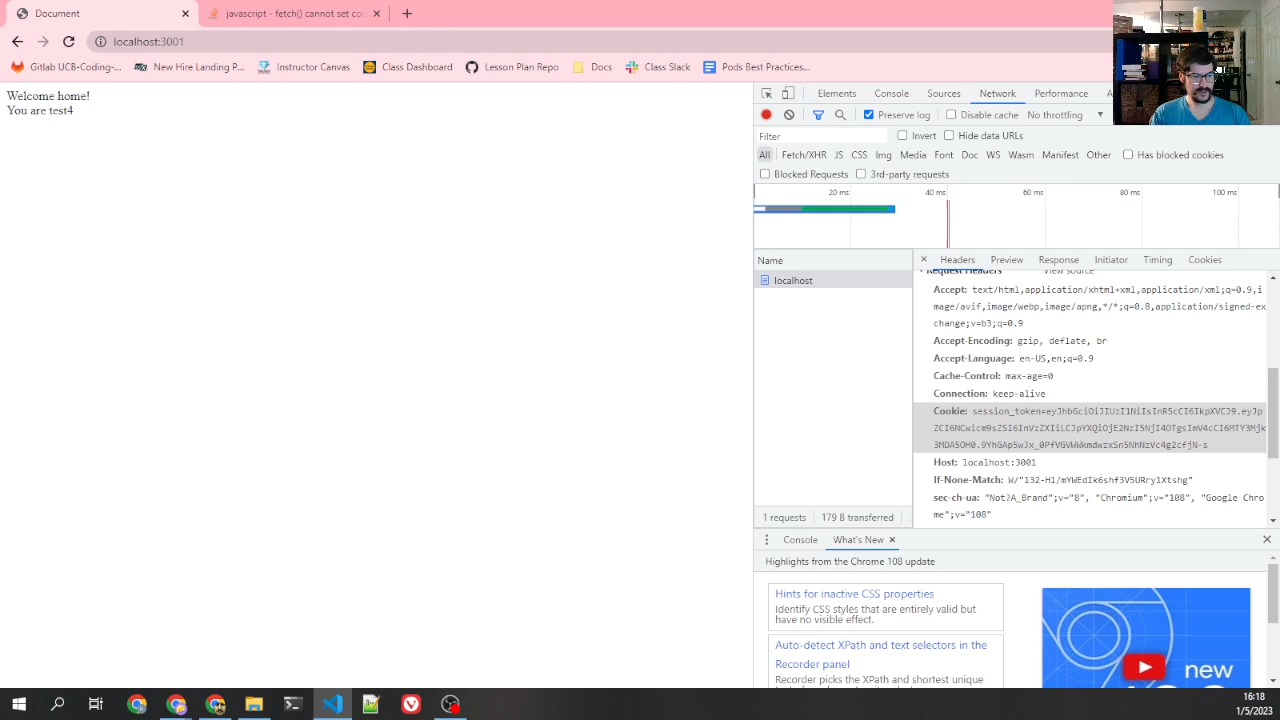 Document
javascript - fetch() cannot set coo
localhost:3001
Gitlab UCB-Coding-...
New Hire Landing P...
Instructor Canvas
Class Dashboard
Lesson Plan Repo
Docs
Class Slack
Pods Best Practices...
Welcome home!
You are test4
Elements
Console
Sources
Network
Performance
Preserve log
Disable cache
No throttling
Filter
Invert
Hide data URLs
All
Fetch/XHR
JS
CSS
Img
Media
Font
Doc
WS
Wasm
Manifest
Other
Has blocked cookies
Blocked Requests
3rd-party requests
20 ms
40 ms
60 ms
80 ms
100 ms
Name
Headers
Preview
Response
Initiator
Timing
Cookies
localhost
Request Headers
View source
Accept: text/html,application/xhtml+xml,application/xml;q=0.9,i
mage/avif,image/webp,image/apng,*/*;q=0.8,application/signed-ex
change;v=b3;q=0.9
Accept-Encoding: gzip, deflate, br
Accept-Language: en-US,en;q=0.9
Cache-Control: max-age=0
Connection: keep-alive
Cookie:
Host: localhost:3001
If-None-Match:
sec-ch-ua: "Not?A_Brand";v="8", "Chromium";v="108", "Google Chro
me";v="108"
1 requests
179 B transferred
Console
What's New
Highlights from the Chrome 108 update
Hints for inactive CSS properties
Identify CSS styles that are entirely valid but
have no visible effect.
Auto-detect XPath and text selectors in the
Recorder panel
Recorder picks the XPath and shortest unique
new
16:18
1/5/2023